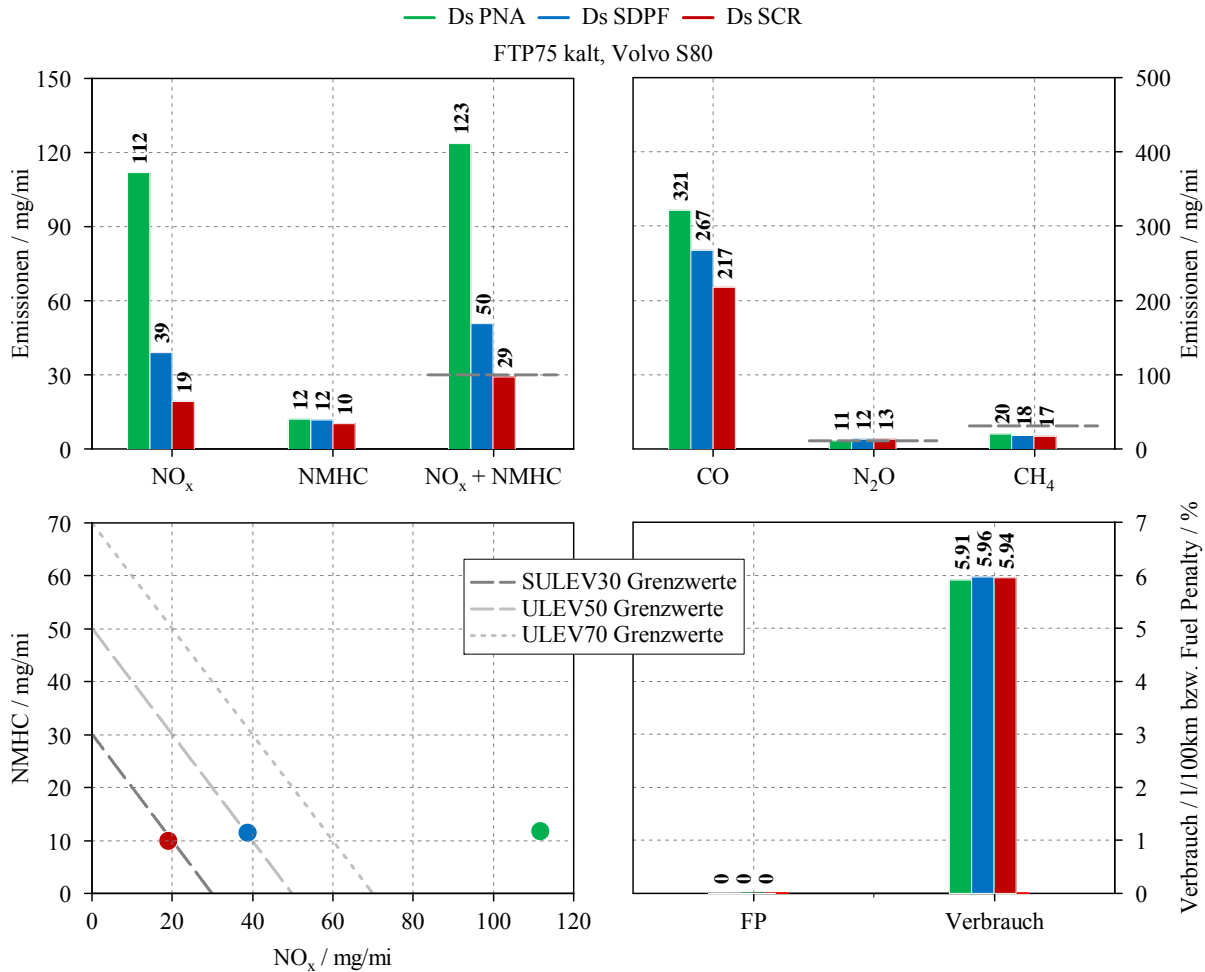 Ds PNA Ds SDPF Ds SCR
FTP75 kalt, Volvo S80
Emissionen / mg/mi
150
120
90
60
30
0
112
39
19
12
12
10
123
50
29
NOx
NMHC
NOx + NMHC
321
267
217
11
12
13
20
18
17
CO
N2O
CH4
500
400
300
200
100
0
Emissionen / mg/mi
NMHC / mg/mi
70
60
50
40
30
20
10
0
0 20 40 60 80 100 120
NOx / mg/mi
SULEV30 Grenzwerte
ULEV50 Grenzwerte
ULEV70 Grenzwerte
0
0
0
5.91
5.96
5.94
FP
Verbrauch
7
6
5
4
3
2
1
0
Verbrauch / l/100km bzw. Fuel Penalty / %